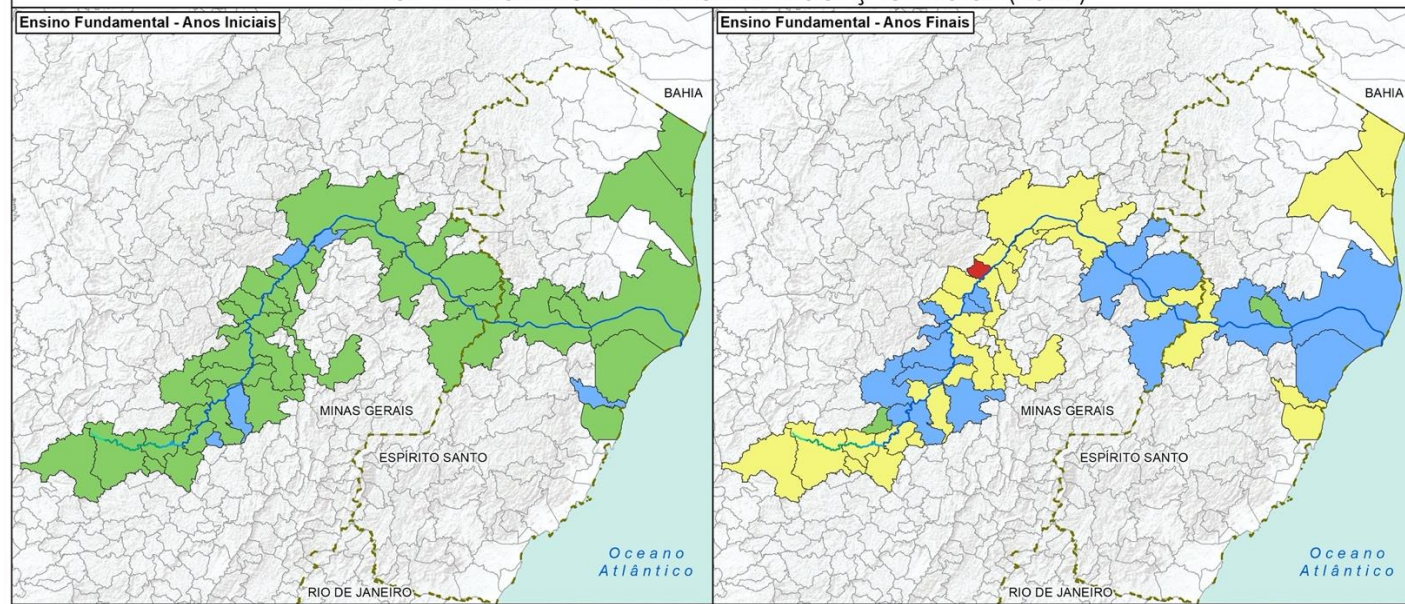 Ensino Fundamental - Anos Iniciais
BAHIA
MINAS GERAIS
ESPÍRITO SANTO
Oceano
Atlântico
RIO DE JANEIRO
Ensino Fundamental - Anos Finais
BAHIA
MINAS GERAIS
ESPÍRITO SANTO
Oceano
Atlântico
RIO DE JANEIRO